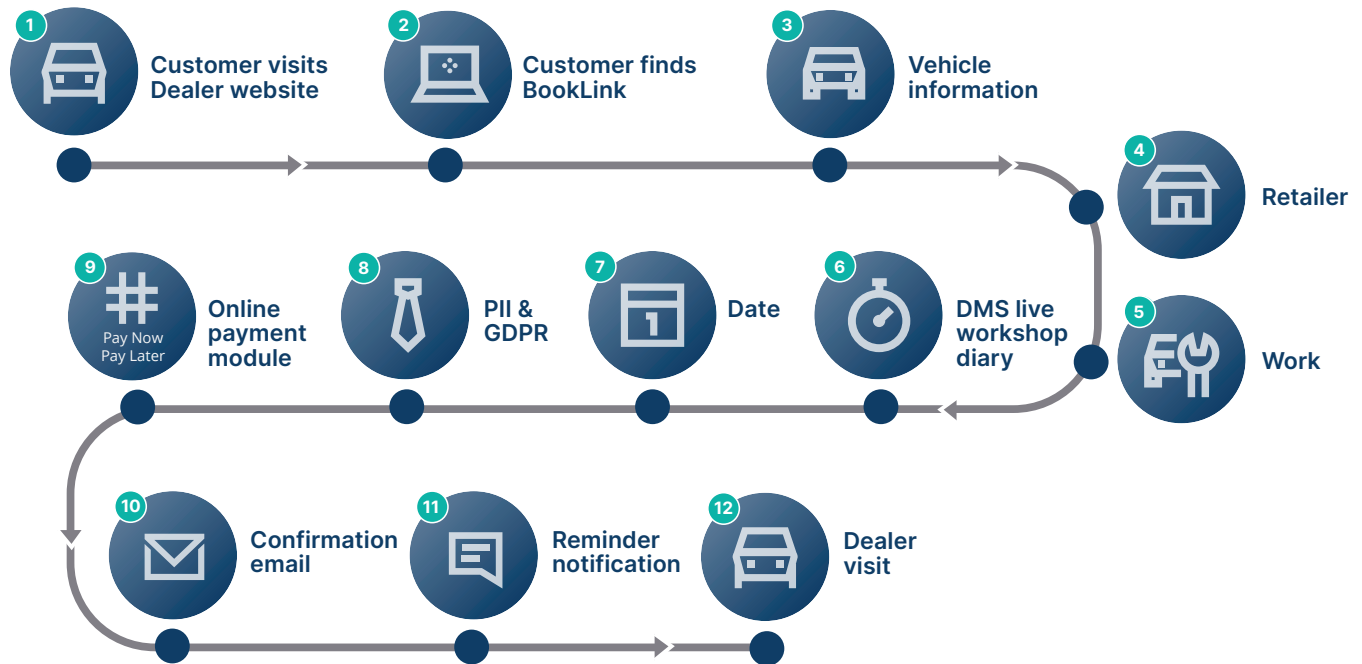 1
Customer visits
Dealer website
2
Customer finds
BookLink
3
Vehicle
information
4
Retailer
5
Work
6
DMS live
workshop
diary
7
1
Date
8
PII &
GDPR
9
Pay Now
Pay Later
Online
payment
module
10
Confirmation
email
11
Reminder
notification
12
Dealer
visit